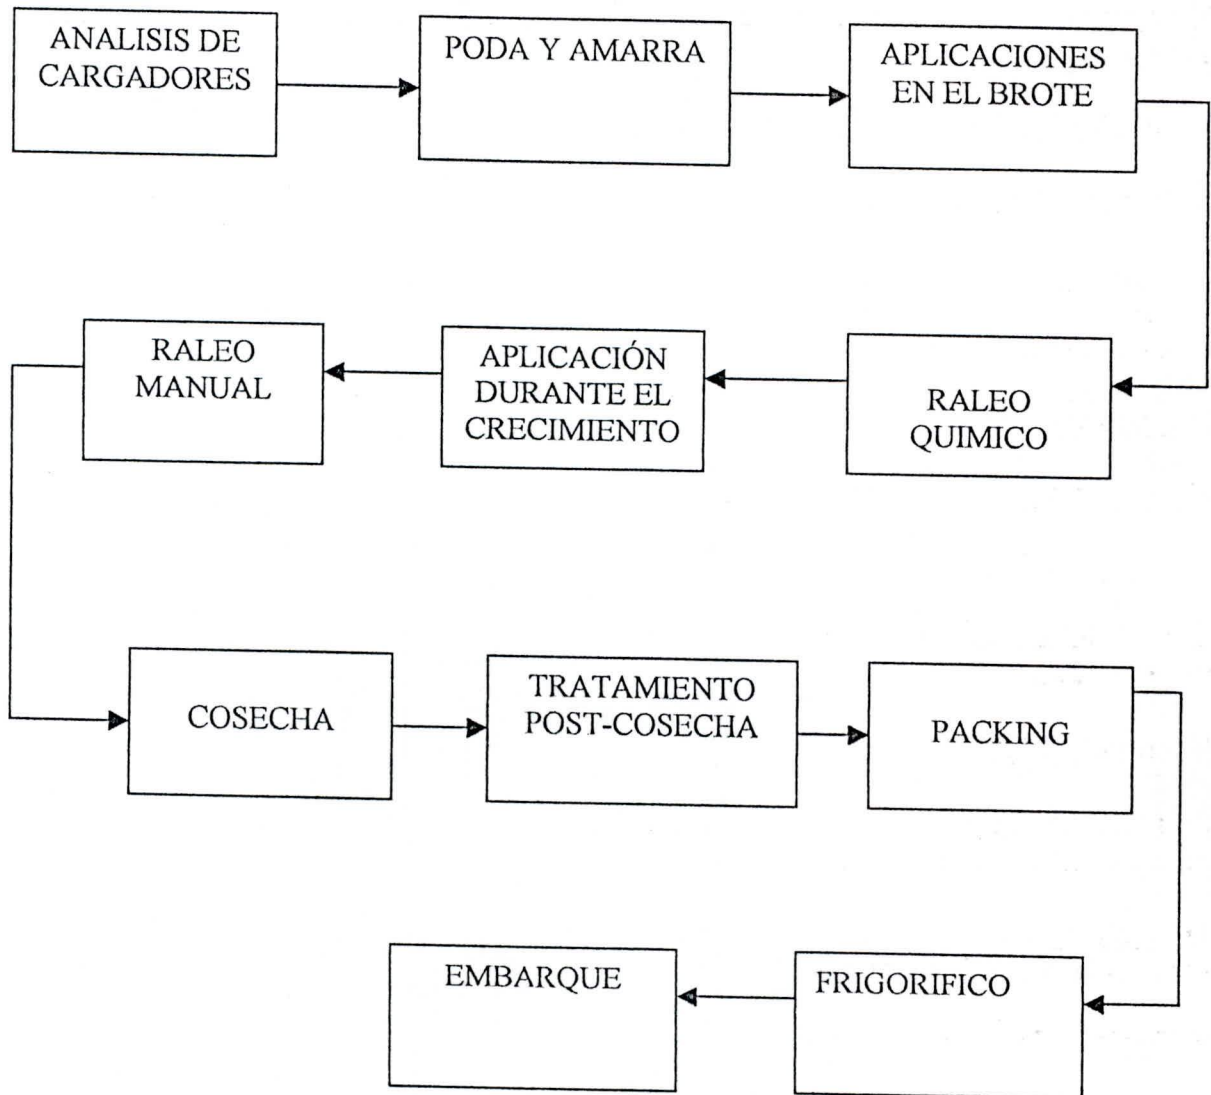 ANALISIS DE
CARGADORES
PODA Y AMARRA
APLICACIONES
EN EL BROTE
RALEO
QUIMICO
APLICACIÓN
DURANTE EL
CRECIMIENTO
RALEO
MANUAL
COSECHA
TRATAMIENTO
POST-COSECHA
PACKING
FRIGORIFICO
EMBARQUE